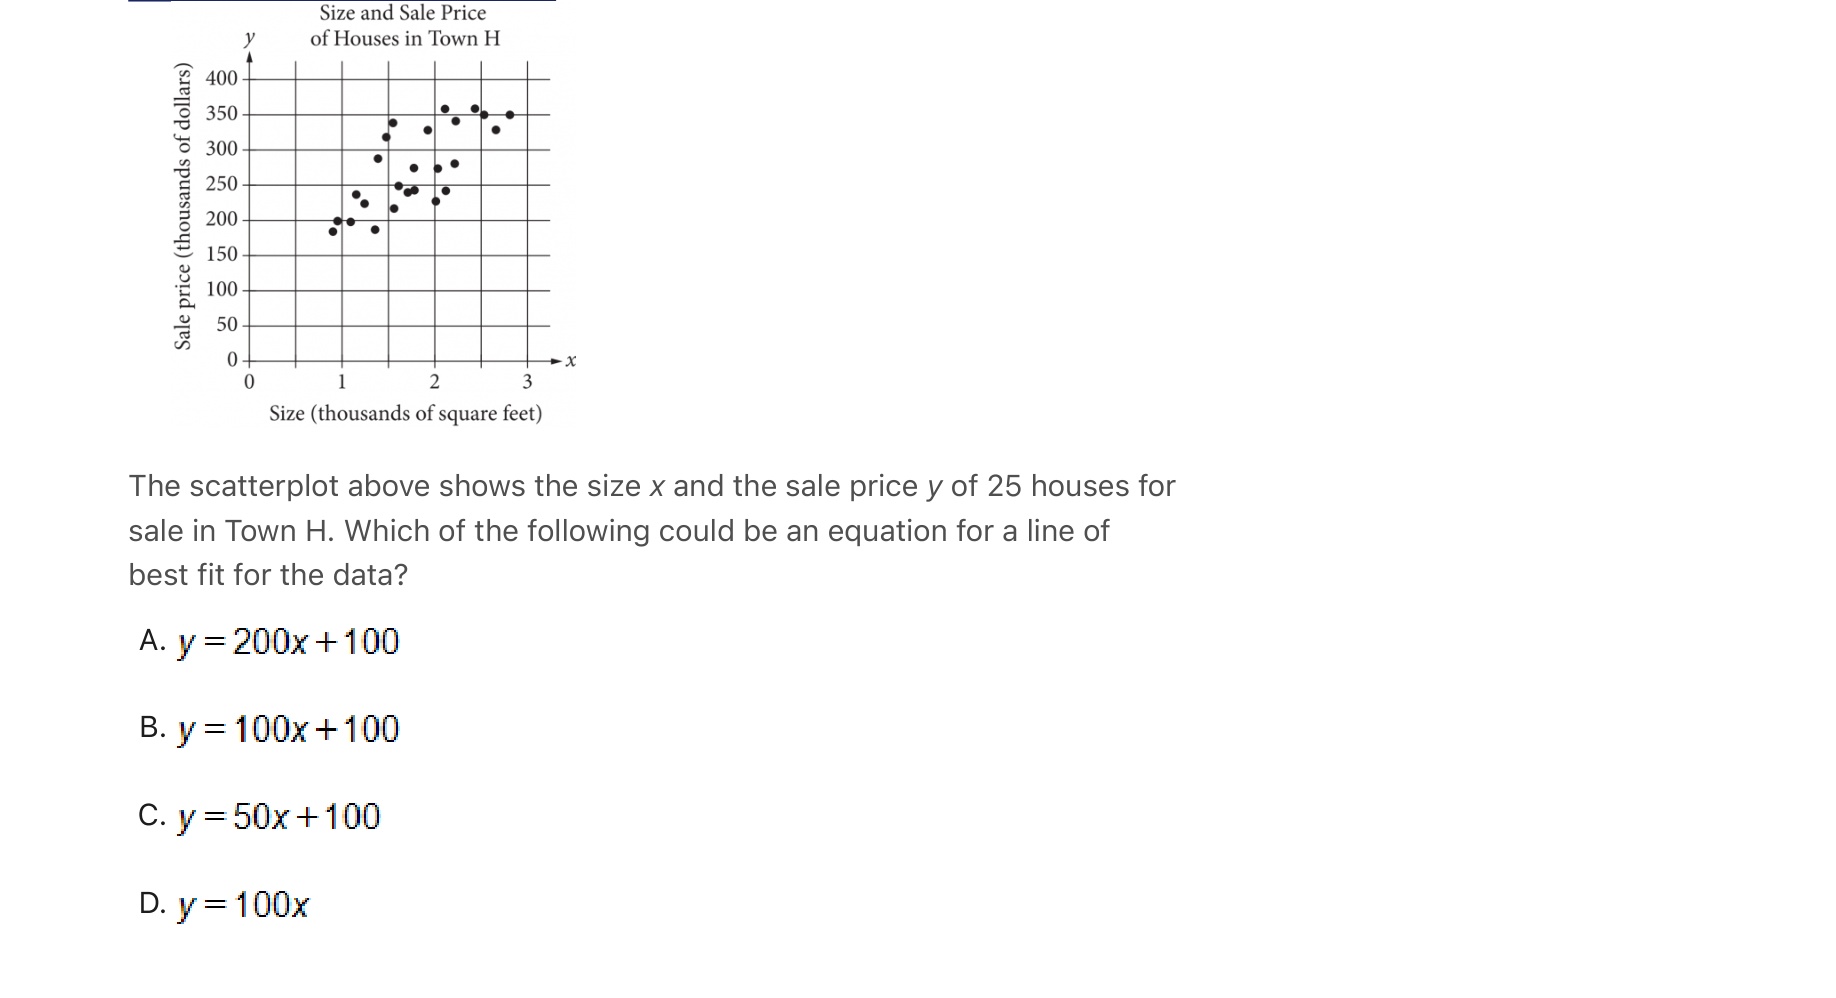 Size and Sale Price
of Houses in Town H
y
Sale price (thousands of dollars)
400
350
300
250
200
150
100
50
0
x
0 1 2 3
Size (thousands of square feet)
The scatterplot above shows the size x and the sale price y of 25 houses for
sale in Town H. Which of the following could be an equation for a line of
best fit for the data?
A. y = 200x + 100
B. y = 100x + 100
C. y = 50x + 100
D. y = 100x